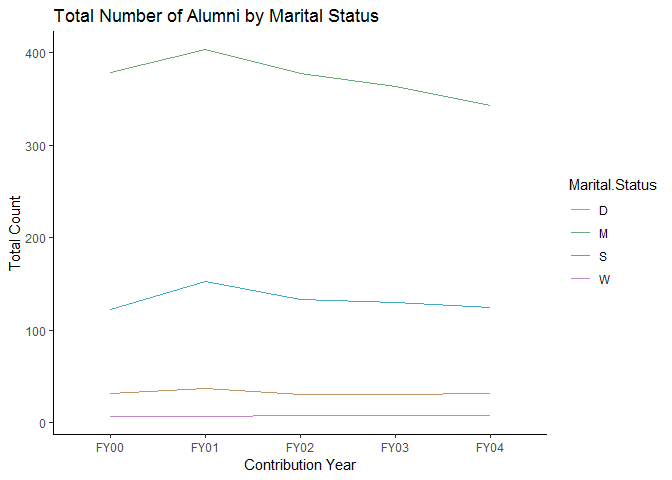 Total Number of Alumni by Marital Status
400
300
200
100
0
Total Count
FY00 FY01 FY02 FY03 FY04
Contribution Year
Marital.Status
D
M
S
W